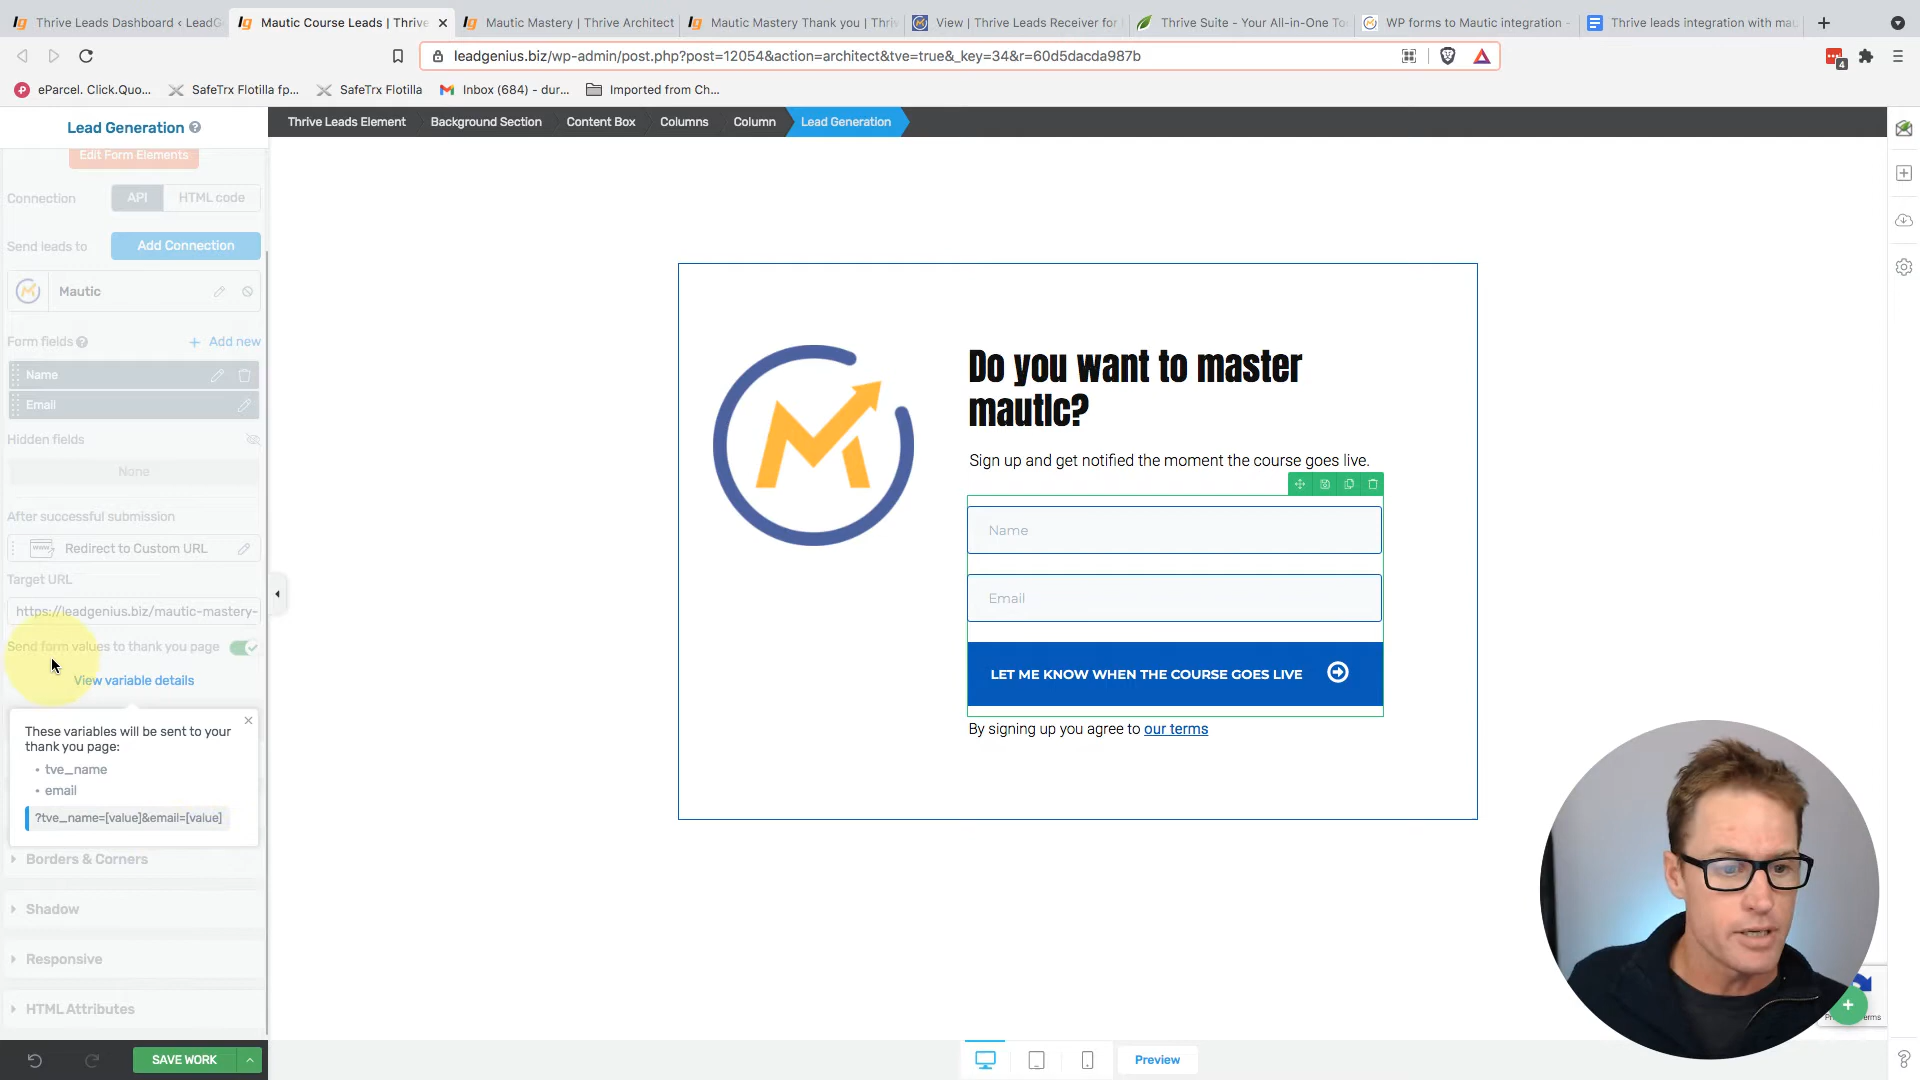 Thrive Leads Dashboard ‹ LeadG
Mautic Course Leads | Thrive
Mautic Mastery | Thrive Architect
Mautic Mastery Thank you | Thri
View | Thrive Leads Receiver for
Thrive Suite - Your All-in-One To
WP forms to Mautic integration -
Thrive leads integration with mau
leadgenius.biz/wp-admin/post.php?post=12054&action=architect&tve=true&_key=34&r=60d5dacda987b
4
eParcel. Click.Quo...
SafeTrx Flotilla fp...
SafeTrx Flotilla
Inbox (684) - dur...
Imported from Ch...
Lead Generation
Thrive Leads Element
Background Section
Content Box
Columns
Column
Lead Generation
Edit Form Elements
Connection
API
HTML code
Send leads to
Add Connection
Mautic
Form fields
+ Add new
Name
Email
Hidden fields
None
After successful submission
www
Redirect to Custom URL
Target URL
https://leadgenius.biz/mautic-mastery-
Send form values to thank you page
View variable details
These variables will be sent to your
thank you page:
• tve_name
• email
?tve_name=[value]&email=[value]
Borders & Corners
Shadow
Responsive
HTML Attributes
SAVE WORK
Do you want to master
mautic?
Sign up and get notified the moment the course goes live.
Name
Email
LET ME KNOW WHEN THE COURSE GOES LIVE
By signing up you agree to our terms
Preview